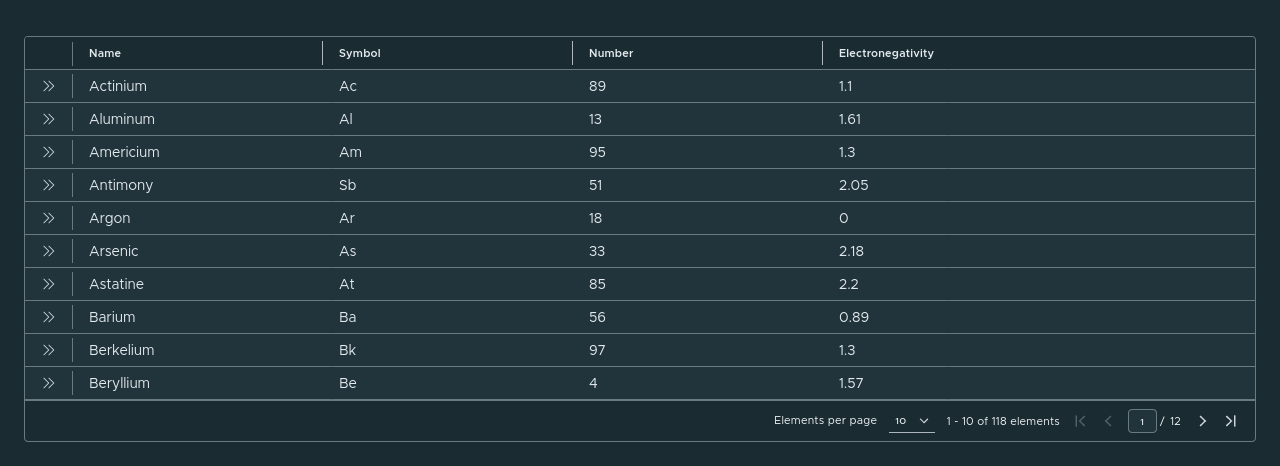 Name Symbol Number Electronegativity
Actinium Ac 89 1.1
Aluminum Al 13 1.61
Americium Am 95 1.3
Antimony Sb 51 2.05
Argon Ar 18 0
Arsenic As 33 2.18
Astatine At 85 2.2
Barium Ba 56 0.89
Berkelium Bk 97 1.3
Beryllium Be 4 1.57
Elements per page 10 1 - 10 of 118 elements 1 / 12